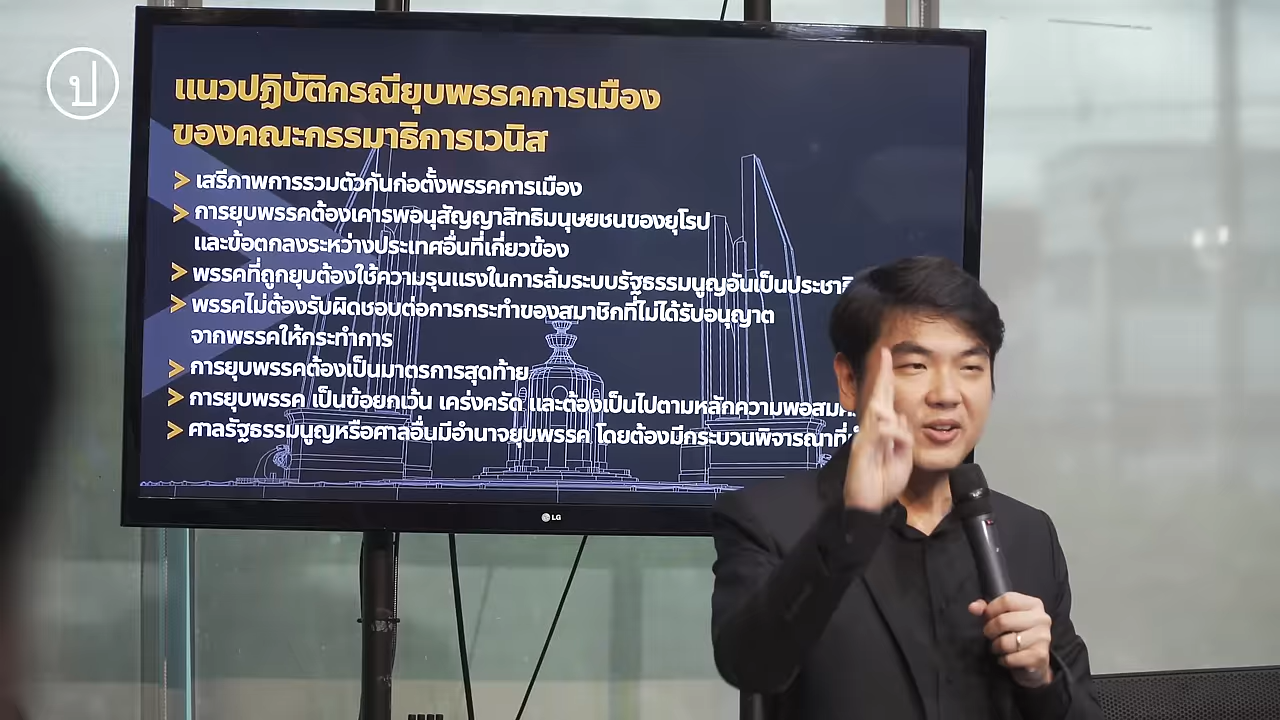 ป
แนวปฏิบัติกรณียุบพรรคการเมือง
ของคณะกรรมาธิการเวนิส
เสรีภาพการรวมตัวกันก่อตั้งพรรคการเมือง
การยุบพรรคต้องเคารพอนุสัญญาสิทธิมนุษยชนของยุโรป
และข้อตกลงระหว่างประเทศอื่นที่เกี่ยวข้อง
พรรคที่ถูกยุบต้องใช้ความรุนแรงในการล้มระบบรัฐธรรมนูญอันเป็น
พรรคไม่ต้องรับผิดชอบต่อการกระทำของสมาชิกที่ไม่ได้รับอนุญาต
จากพรรคให้กระทำการ
การยุบพรรคต้องเป็นมาตรการสุดท้าย
การยุบพรรค เป็นข้อยกเว้น เคร่งครัด และต้องเป็นไปตามหลักความ
ศาลรัฐธรรมนูญหรือศาลอื่นมีอำนาจยุบพรรค โดยต้องมีกระบวนพิจารณาที่
LG